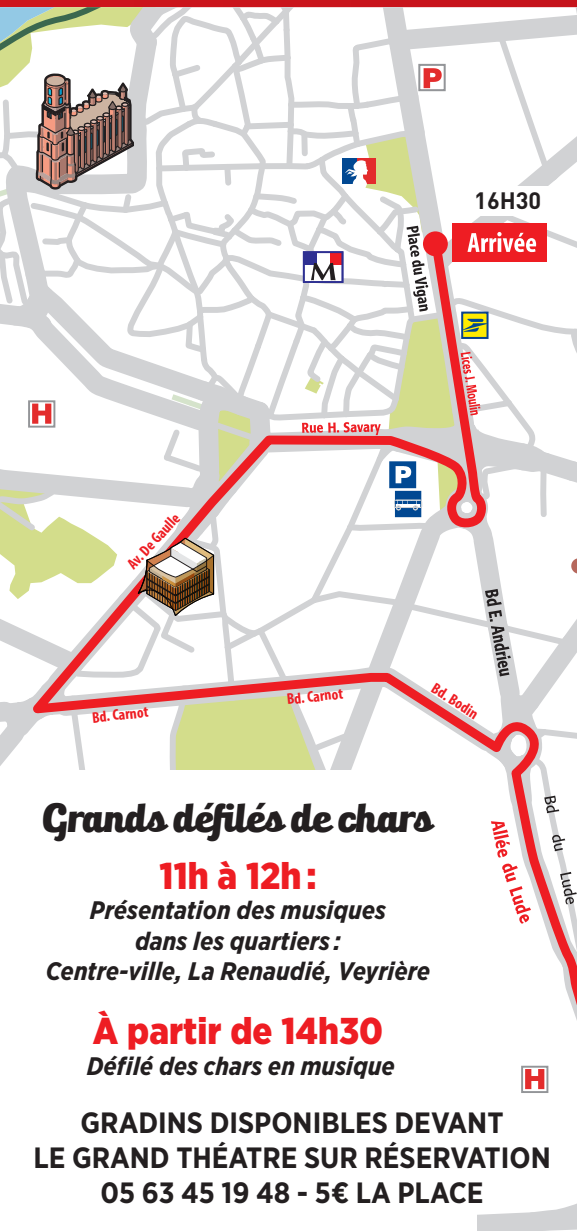 P
16H30
Arrivée
Place du Vigan
M
Lices J. Moulin
H
Rue H. Savary
P
Av. De Gaulle
Bd E. Andrieu
Bd. Carnot
Bd. Carnot
Bd. Bodin
Bd du Lude
Allée du Lude
Grands défilés de chars
11h à 12h :
Présentation des musiques
dans les quartiers :
Centre-ville, La Renaudié, Veyrière
À partir de 14h30
Défilé des chars en musique
H
GRADINS DISPONIBLES DEVANT
LE GRAND THÉATRE SUR RÉSERVATION
05 63 45 19 48 - 5€ LA PLACE